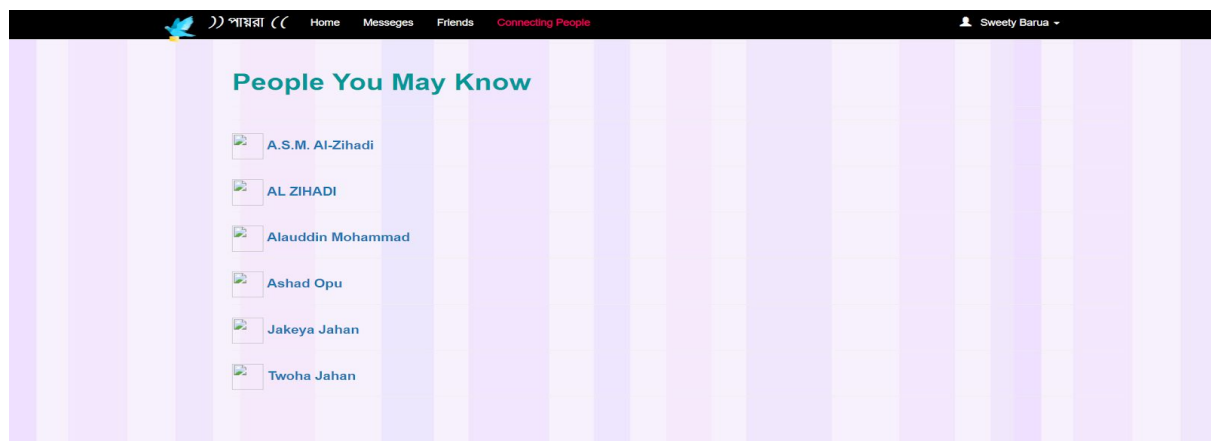 )) পায়রা (( Home Messeges Friends Connecting People Sweety Barua
People You May Know
A.S.M. Al-Zihadi
AL ZIHADI
Alauddin Mohammad
Ashad Opu
Jakeya Jahan
Twoha Jahan